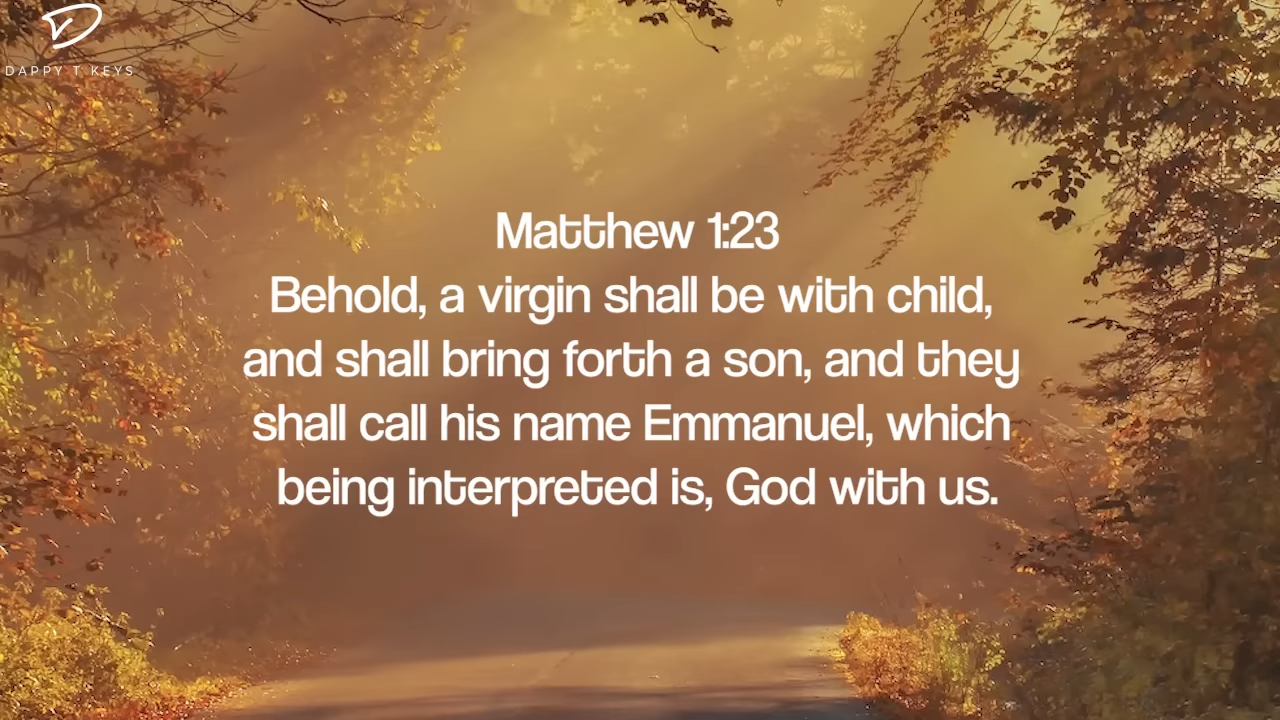 DAPPY T KEYS
Matthew 1:23
Behold, a virgin shall be with child,
and shall bring forth a son, and they
shall call his name Emmanuel, which
being interpreted is, God with us.